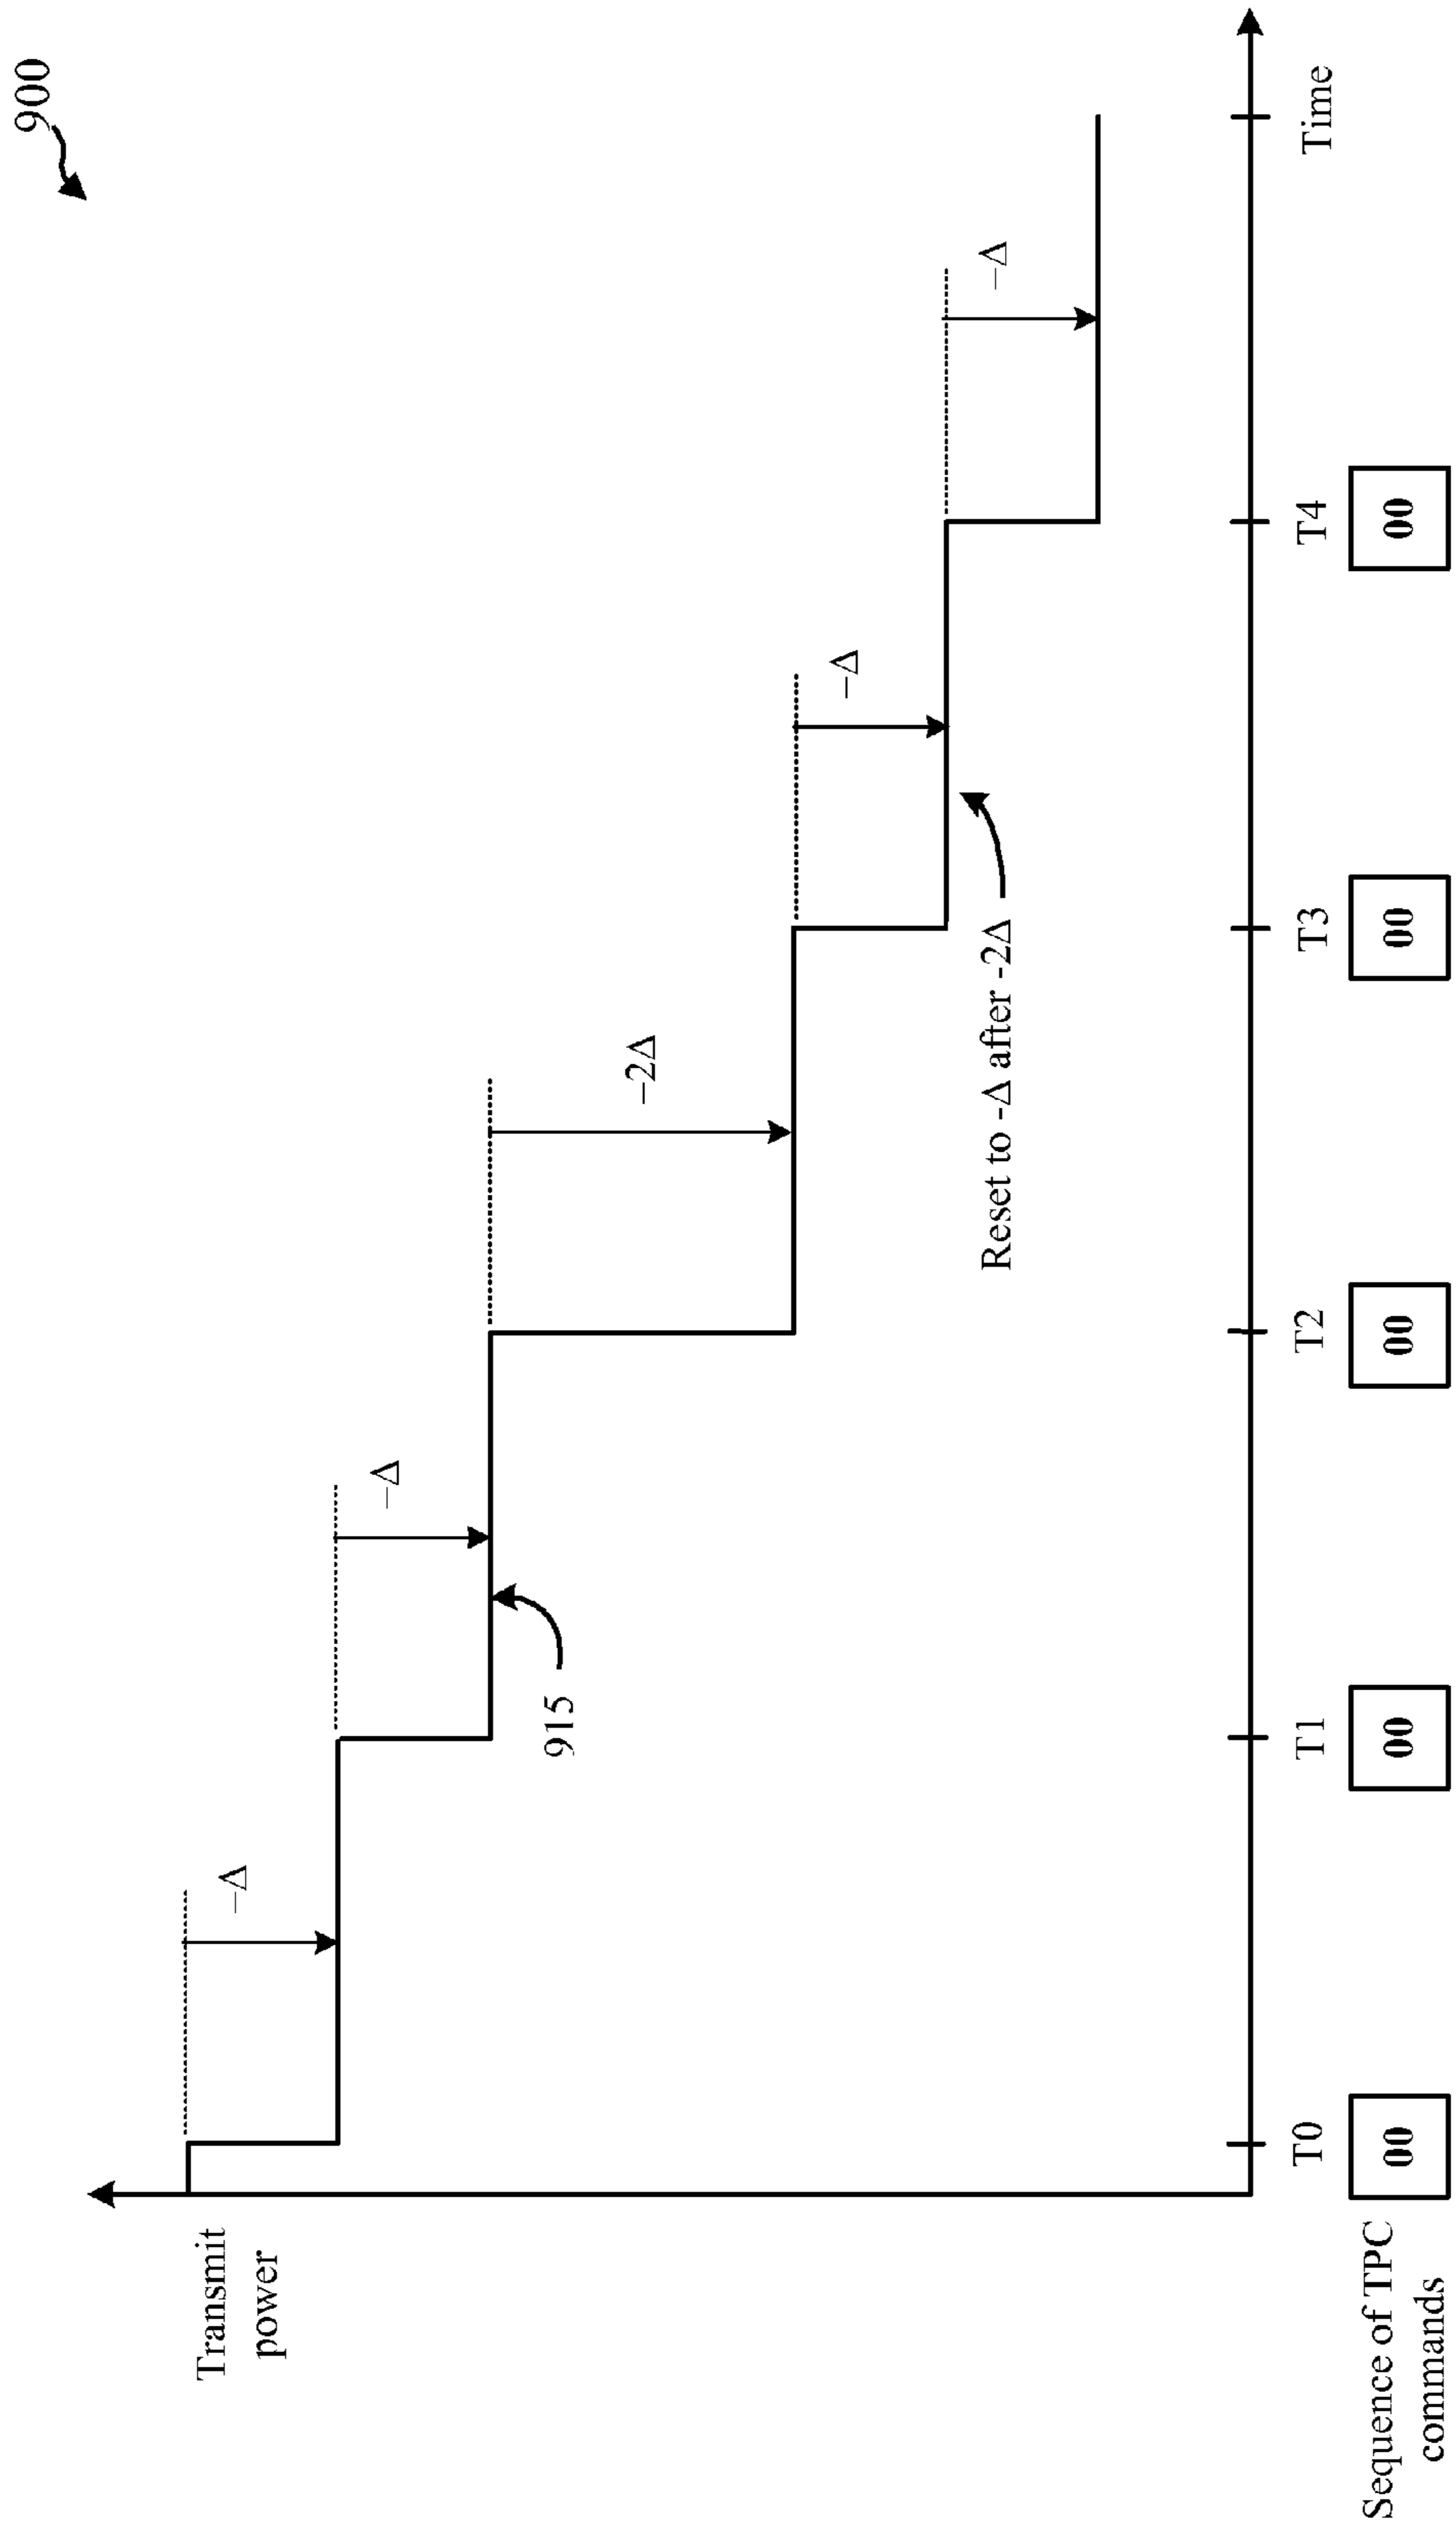 900
Transmit
power
−Δ
−Δ
915
−2Δ
−Δ
Reset to -Δ after -2Δ
−Δ
T0
T1
T2
T3
T4
Time
Sequence of TPC
commands
00
00
00
00
00